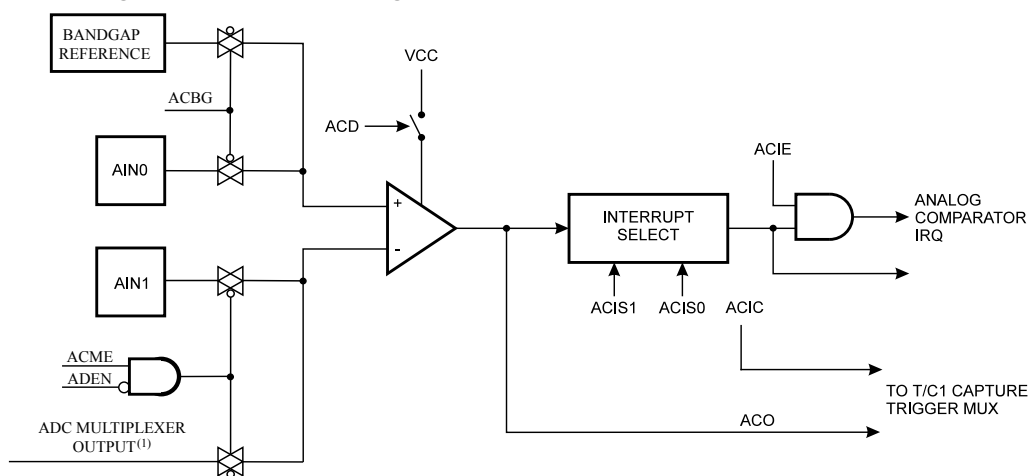 BANDGAP
REFERENCE
VCC
ACBG
ACD
AIN0
ACIE
+
INTERRUPT
SELECT
ANALOG
COMPARATOR
IRQ
-
AIN1
ACIS1
ACIS0
ACIC
ACME
ADEN
TO T/C1 CAPTURE
TRIGGER MUX
ADC MULTIPLEXER
OUTPUT(1)
ACO